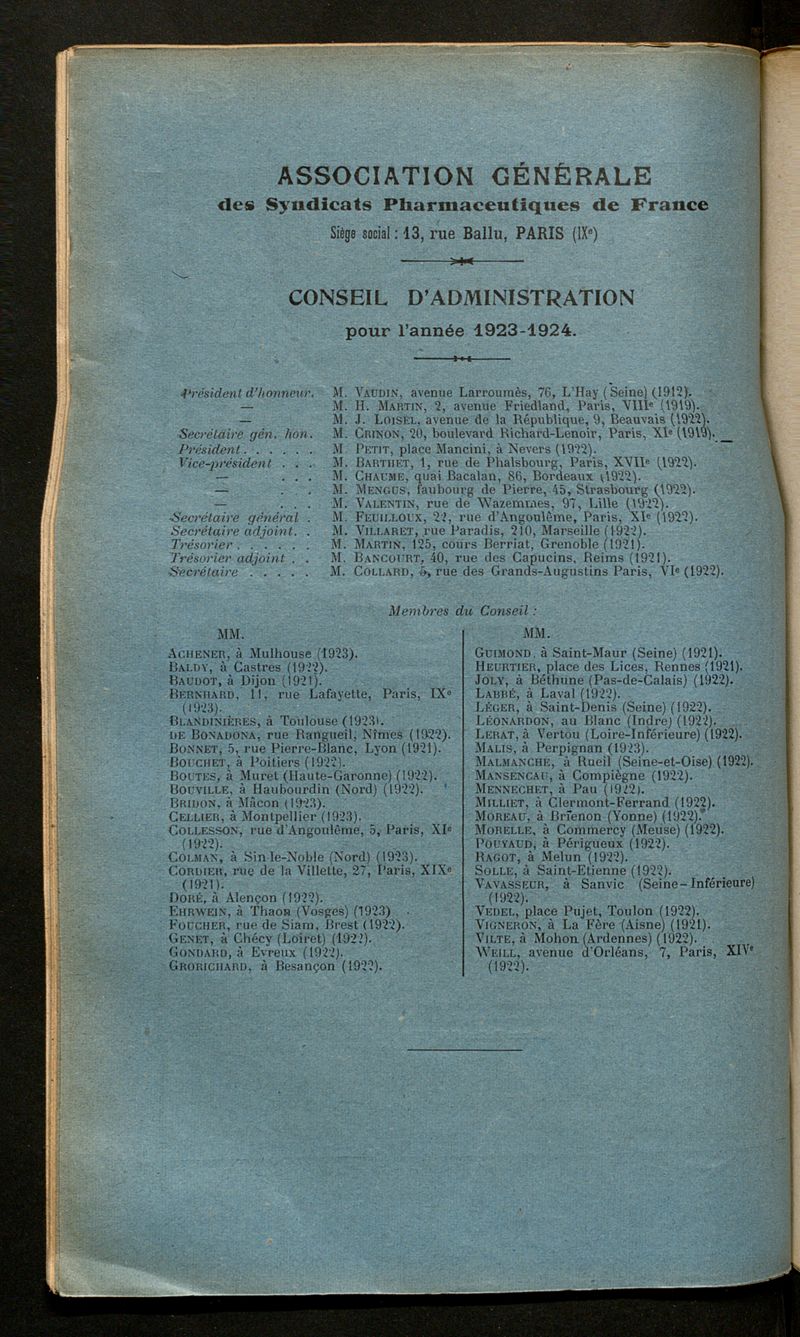 ASSOCIATION GÉNÉRALE
des Syndicats Pharmaceutiques de France
Siège social : 13, rue Ballu, PARIS (IXe)
CONSEIL D'ADMINISTRATION
pour l'année 1923-1924.
Président d'honneur. M. VAUDIN, avenue Larroumès, 76, L'Hay (Seine) (1912).
— M. H. MARTIN, 2, avenue Friedland, Paris, VIIIe (1919).
— M. J. LOISEL, avenue de la République, 9, Beauvais (1922).
Secrétaire gén. hon. M. CRINON, 20, boulevard Richard-Lenoir, Paris, XIe (1919).
Président . . . . . . M PETIT, place Mancini, à Nevers (1922).
Vice-président . . . M. BARTHET, 1, rue de Phalsbourg, Paris, XVIIe (1922).
— . . . M. CHAUME, quai Bacalan, 86, Bordeaux (1922).
— . . . M. MENGUS, faubourg de Pierre, 45, Strasbourg (1922).
— . . . M. VALENTIN, rue de Wazemmes, 97, Lille (1922).
Secrétaire général . M. FEUILLOUX, 22, rue d'Angoulême, Paris, XIe (1922).
Secrétaire adjoint. . M. VILLARET, rue Paradis, 210, Marseille (1922).
Trésorier . . . . . . M. MARTIN, 125, cours Berriat, Grenoble (1921).
Trésorier adjoint . . M. BANCOURT, 40, rue des Capucins, Reims (1921).
Secrétaire . . . . . M. COLLARD, 5, rue des Grands-Augustins Paris, VIe (1922).
Membres du Conseil :
MM.
ACHENER, à Mulhouse (1923).
BALDY, à Castres (1922).
BAUDOT, à Dijon (1921).
BERNHARD, 11, rue Lafayette, Paris, IXe
(1923).
BLANDINIÈRES, à Toulouse (1923).
DE BONADONA, rue Rangueil, Nîmes (1922).
BONNET, 5, rue Pierre-Blanc, Lyon (1921).
BOUCHET, à Poitiers (1922).
BOUTES, à Muret (Haute-Garonne) (1922).
BOUVILLE, à Haubourdin (Nord) (1922).
BRIDON, à Mâcon (1923).
CELLIER, à Montpellier (1923).
COLLESSON, rue d'Angoulême, 5, Paris, XIe
(1922).
COLMAN, à Sin-le-Noble (Nord) (1923).
CORDIER, rue de la Villette, 27, Paris, XIXe
(1921).
DORÉ, à Alençon (1922).
EHRWEIN, à Thaon (Vosges) (1923)
FOUCHER, rue de Siam, Brest (1922).
GENET, à Chécy (Loiret) (1922).
GONDARD, à Evreux (1922).
GRORICHARD, à Besançon (1922).
MM.
GUIMOND, à Saint-Maur (Seine) (1921).
HEURTIER, place des Lices, Rennes (1921).
JOLY, à Béthune (Pas-de-Calais) (1922).
LABBÉ, à Laval (1922).
LÉGER, à Saint-Denis (Seine) (1922).
LÉONARDON, au Blanc (Indre) (1922).
LERAT, à Vertou (Loire-Inférieure) (1922).
MALIS, à Perpignan (1923).
MALMANCHE, à Rueil (Seine-et-Oise) (1922).
MANSENCAU, à Compiègne (1922).
MENNECHET, à Pau (1922).
MILLIET, à Clermont-Ferrand (1922).
MOREAU, à Brienon (Yonne) (1922).
MORELLE, à Commercy (Meuse) (1922).
POUYAUD, à Périgueux (1922).
RAGOT, à Melun (1922).
SOLLE, à Saint-Etienne (1922).
VAVASSEUR, à Sanvic (Seine-Inférieure)
(1922).
VEDEL, place Pujet, Toulon (1922).
VIGNERON, à La Fère (Aisne) (1921).
VILTE, à Mohon (Ardennes) (1922).
WEILL, avenue d'Orléans, 7, Paris, XIVe
(1922).